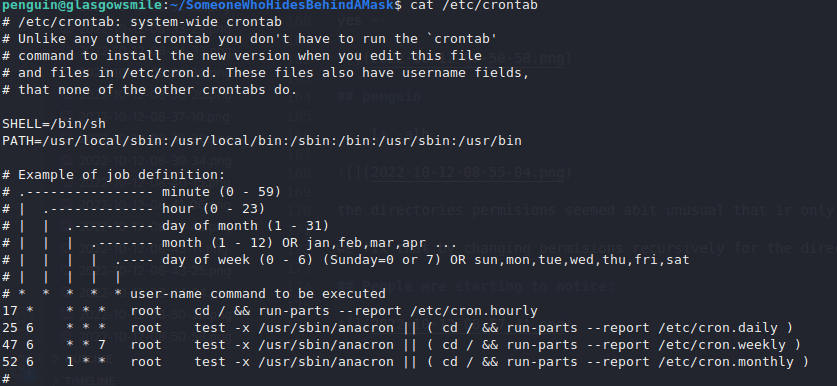 penguin@glasgowsmile:~/SomeoneWhoHidesBehindAMask$ cat /etc/crontab
# /etc/crontab: system-wide crontab
# Unlike any other crontab you don't have to run the `crontab'
# command to install the new version when you edit this file
# and files in /etc/cron.d. These files also have username fields,
# that none of the other crontabs do.
SHELL=/bin/sh
PATH=/usr/local/sbin:/usr/local/bin:/sbin:/bin:/usr/sbin:/usr/bin
# Example of job definition:
# .---------------- minute (0 - 59)
# |  .------------- hour (0 - 23)
# |  |  .---------- day of month (1 - 31)
# |  |  |  .------- month (1 - 12) OR jan,feb,mar,apr ...
# |  |  |  |  .---- day of week (0 - 6) (Sunday=0 or 7) OR sun,mon,tue,wed,thu,fri,sat
# |  |  |  |  |
# *  *  *  *  * user-name command to be executed
17 *    * * *   root    cd / && run-parts --report /etc/cron.hourly
25 6    * * *   root    test -x /usr/sbin/anacron || ( cd / && run-parts --report /etc/cron.daily )
47 6    * * 7   root    test -x /usr/sbin/anacron || ( cd / && run-parts --report /etc/cron.weekly )
52 6    1 * *   root    test -x /usr/sbin/anacron || ( cd / && run-parts --report /etc/cron.monthly )
#